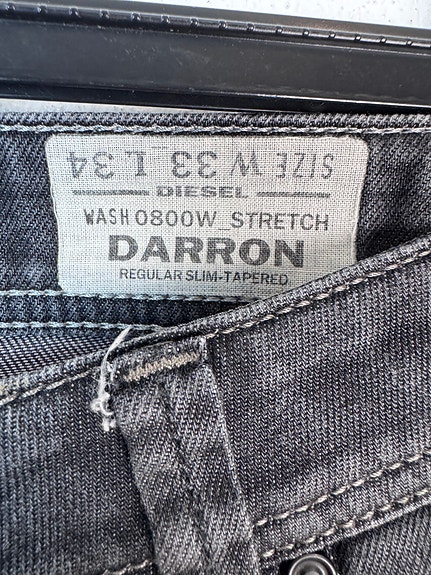 SIZE W 33 L 34
DIESEL
WASH 0800W_STRETCH
DARRON
REGULAR SLIM-TAPERED